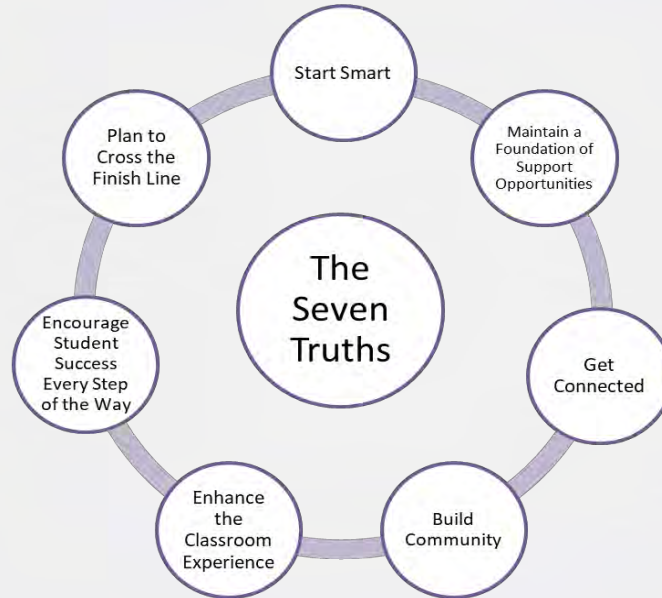 Start Smart
Maintain a
Foundation of
Support
Opportunities
Get
Connected
Build
Community
Enhance
the
Classroom
Experience
Encourage
Student
Success
Every Step
of the Way
Plan to
Cross the
Finish Line
The
Seven
Truths